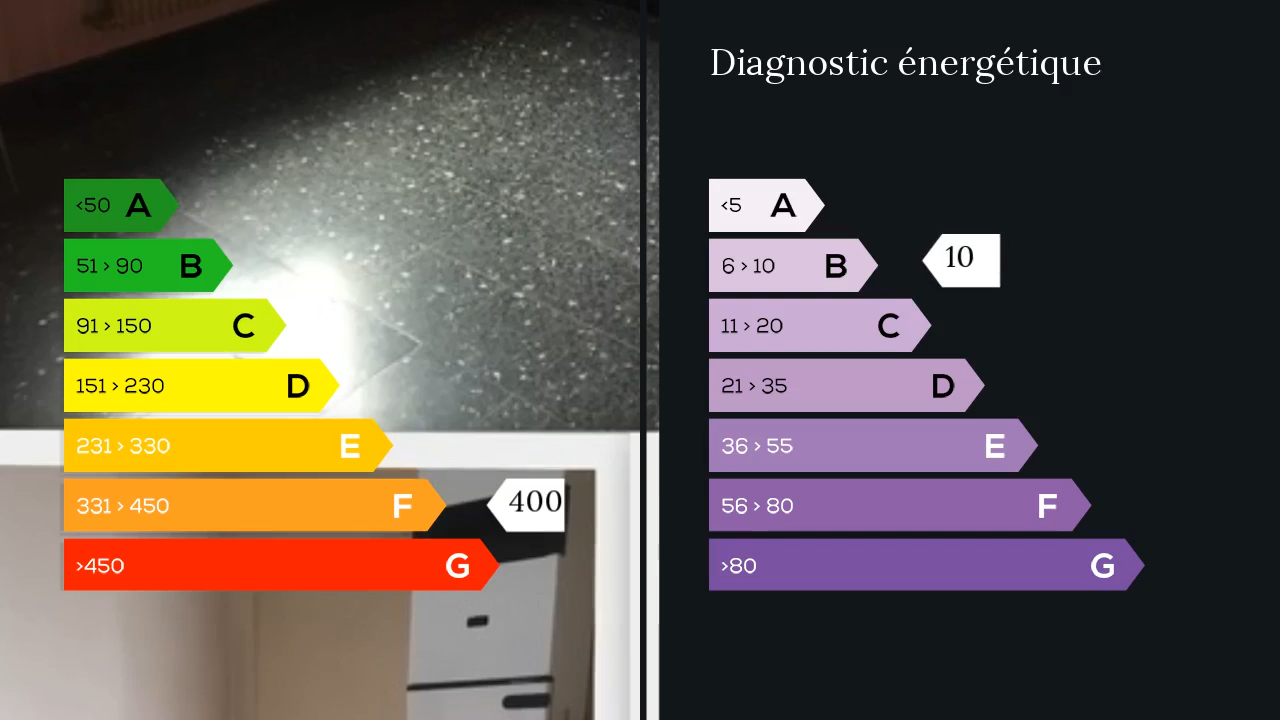 Diagnostic énergétique
<50 A
51 > 90 B
91 > 150 C
151 > 230 D
231 > 330 E
331 > 450 F
400
>450 G
<5 A
6 > 10 B
10
11 > 20 C
21 > 35 D
36 > 55 E
56 > 80 F
>80 G